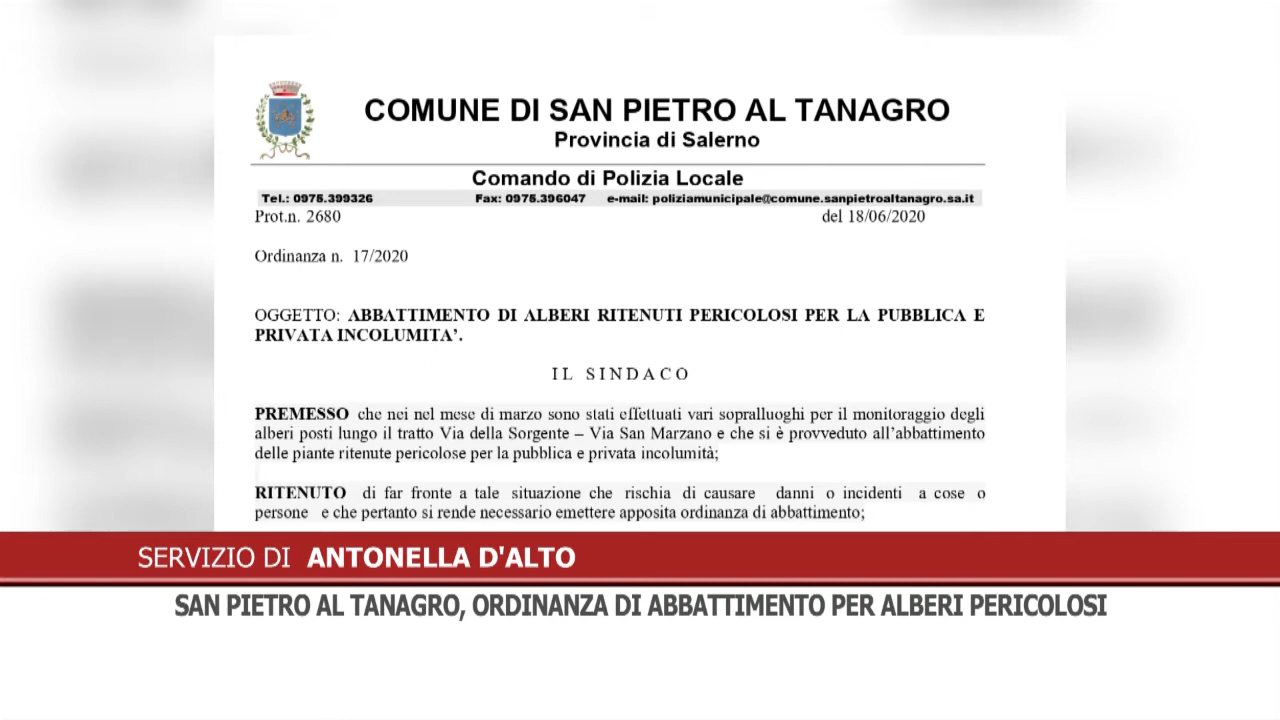 COMUNE DI SAN PIETRO AL TANAGRO
Provincia di Salerno
Comando di Polizia Locale
Tel.: 0975.399326 Fax: 0975.396047 e-mail: poliziamunicipale@comune.sanpietroaltanagro.sa.it
Prot.n. 2680 del 18/06/2020
Ordinanza n. 17/2020
OGGETTO: ABBATTIMENTO DI ALBERI RITENUTI PERICOLOSI PER LA PUBBLICA E
PRIVATA INCOLUMITA'.
IL SINDACO
PREMESSO che nei nel mese di marzo sono stati effettuati vari sopralluoghi per il monitoraggio degli
alberi posti lungo il tratto Via della Sorgente – Via San Marzano e che si è provveduto all'abbattimento
delle piante ritenute pericolose per la pubblica e privata incolumità;
RITENUTO di far fronte a tale situazione che rischia di causare danni o incidenti a cose o
persone e che pertanto si rende necessario emettere apposita ordinanza di abbattimento;
SERVIZIO DI ANTONELLA D'ALTO
SAN PIETRO AL TANAGRO, ORDINANZA DI ABBATTIMENTO PER ALBERI PERICOLOSI